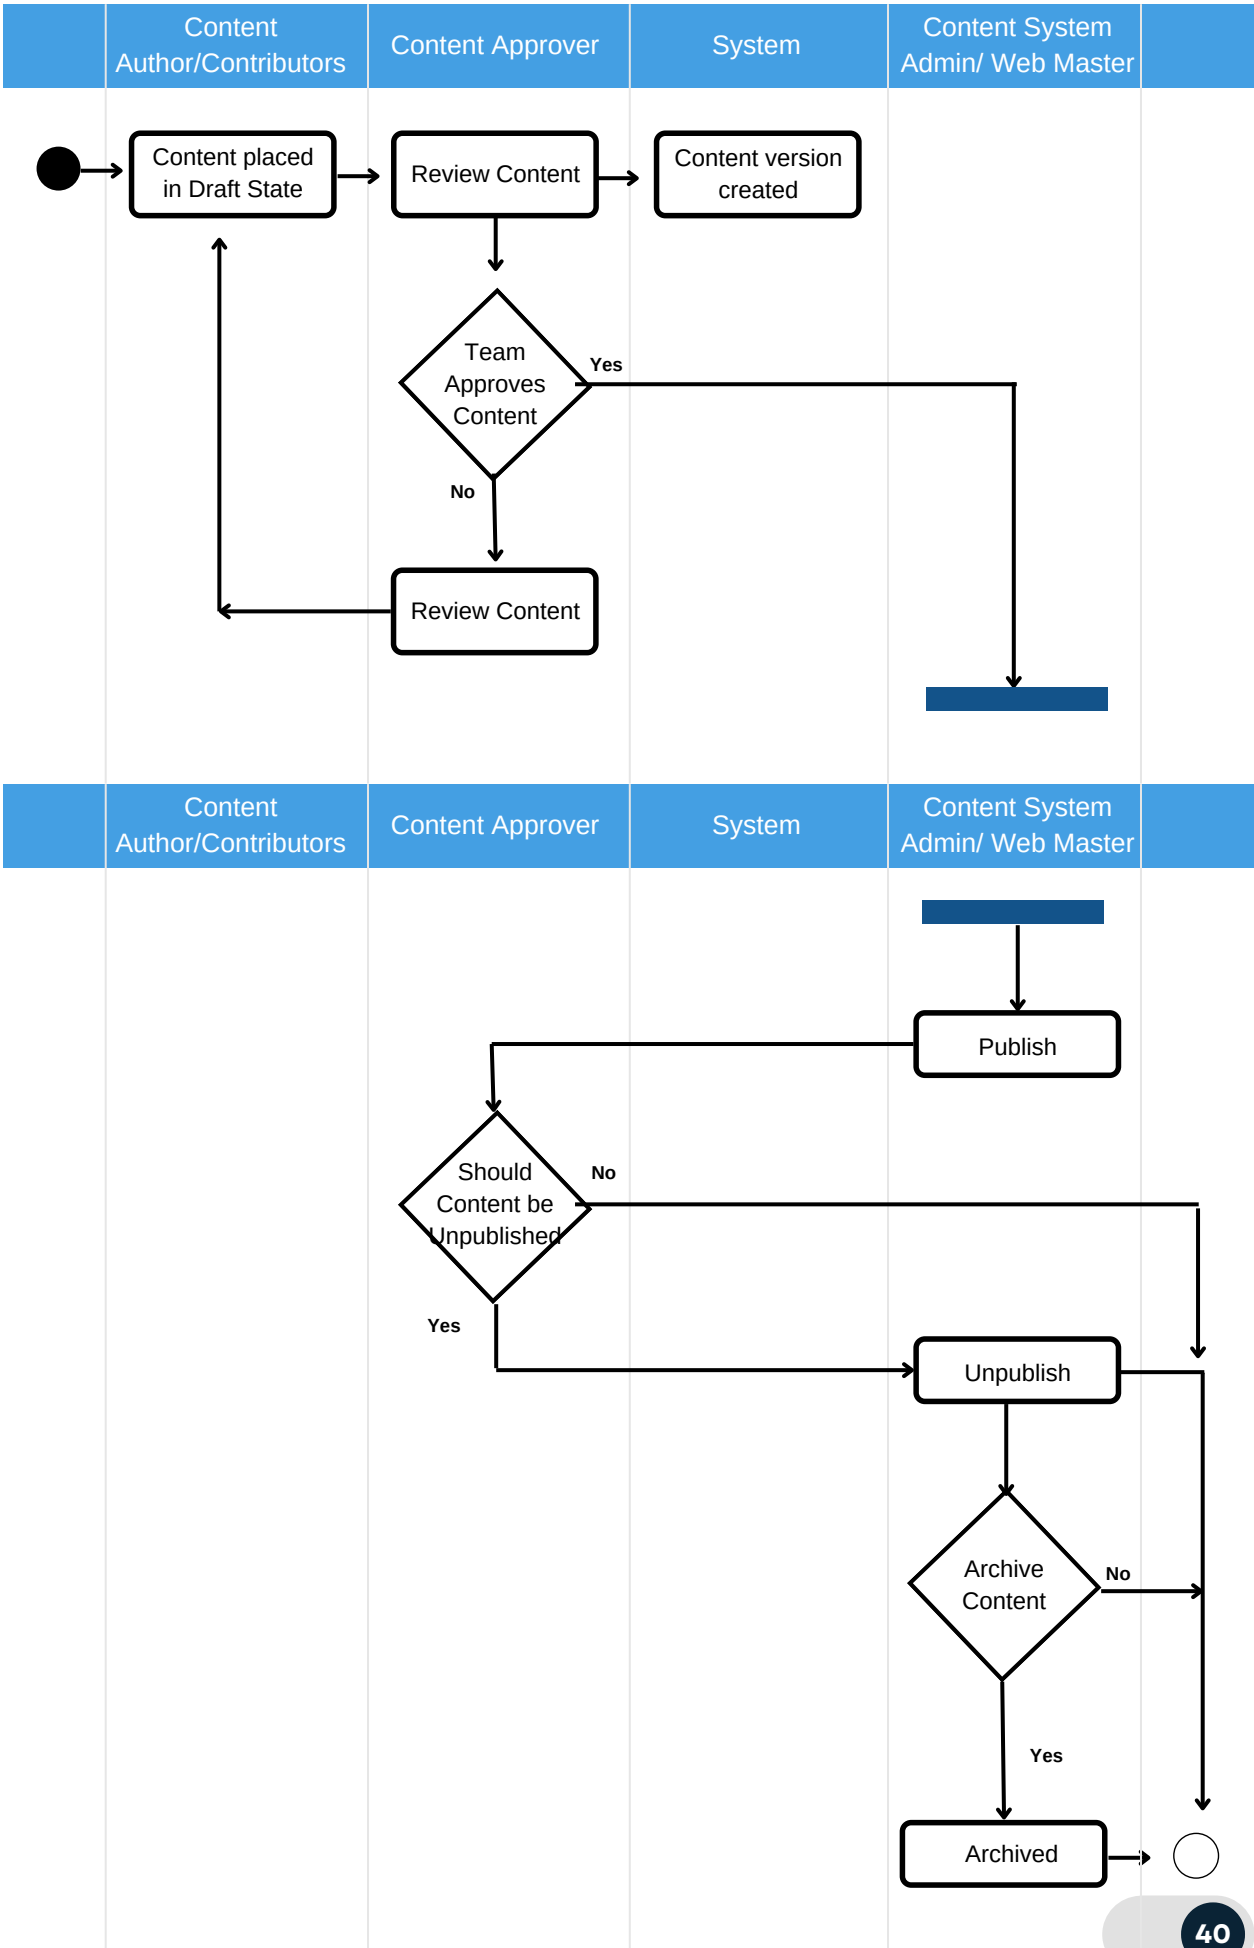 Content
Author/Contributors
Content Approver
System
Content System
Admin/ Web Master
Content placed
in Draft State
Review Content
Content version
created
Team
Approves
Content
Yes
No
Review Content
Content
Author/Contributors
Content Approver
System
Content System
Admin/ Web Master
Publish
Should
Content be
Unpublished
No
Yes
Unpublish
Archive
Content
No
Yes
Archived
40